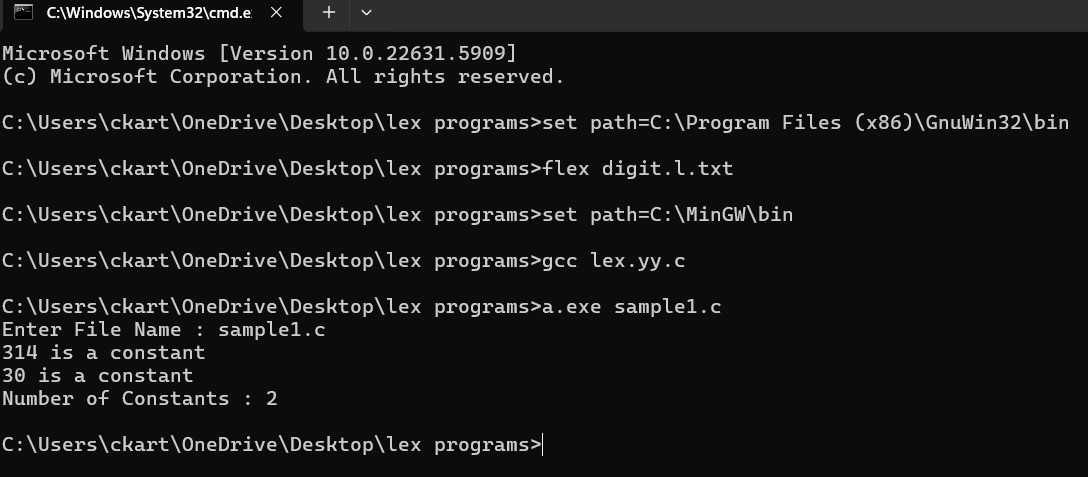 C:\Windows\System32\cmd.e
Microsoft Windows [Version 10.0.22631.5909]
(c) Microsoft Corporation. All rights reserved.
C:\Users\ckart\OneDrive\Desktop\lex programs>set path=C:\Program Files (x86)\GnuWin32\bin
C:\Users\ckart\OneDrive\Desktop\lex programs>flex digit.l.txt
C:\Users\ckart\OneDrive\Desktop\lex programs>set path=C:\MinGW\bin
C:\Users\ckart\OneDrive\Desktop\lex programs>gcc lex.yy.c
C:\Users\ckart\OneDrive\Desktop\lex programs>a.exe sample1.c
Enter File Name : sample1.c
314 is a constant
30 is a constant
Number of Constants : 2
C:\Users\ckart\OneDrive\Desktop\lex programs>